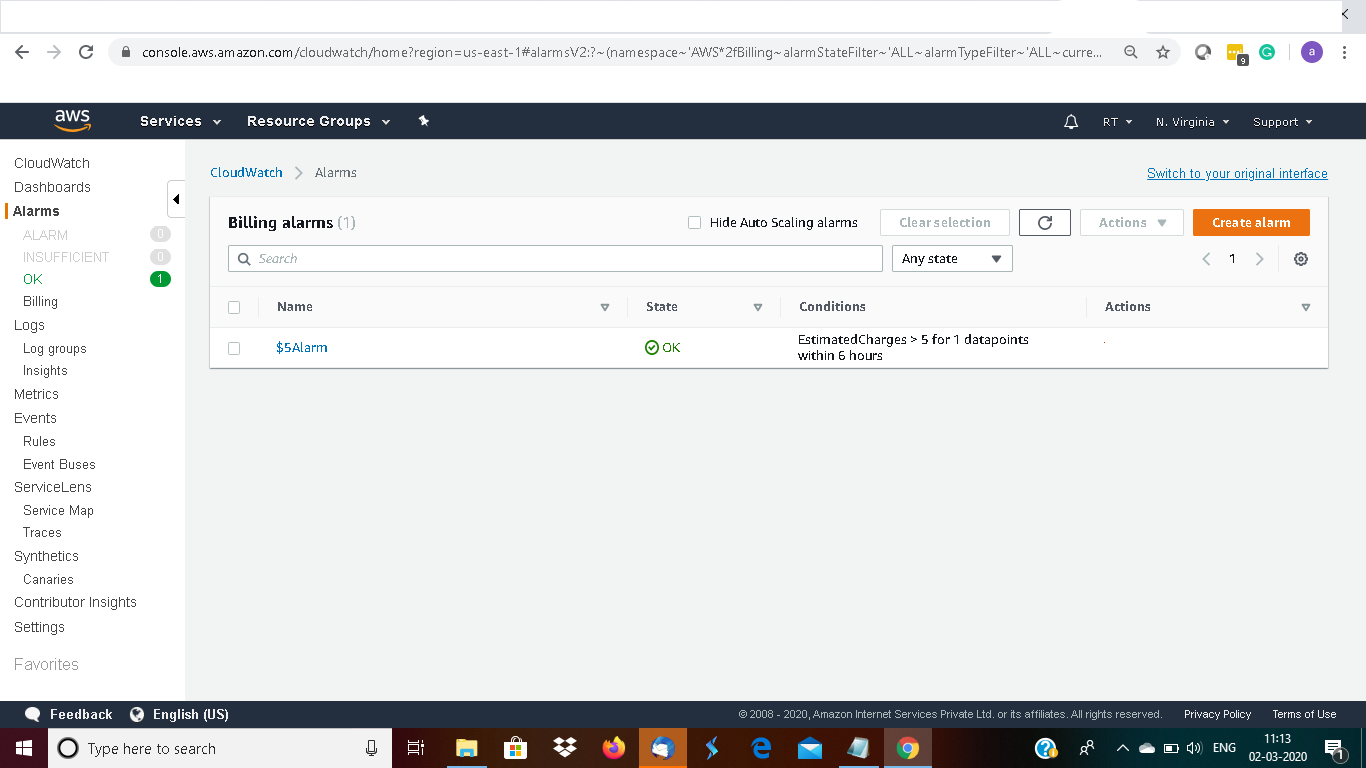 console.aws.amazon.com/cloudwatch/home?region=us-east-1#alarmsV2:?~(namespace~'AWS*2fBilling~alarmStateFilter~'ALL~alarmTypeFilter~'ALL~curre...
9
a
aws
Services
Resource Groups
RT
N. Virginia
Support
CloudWatch
Dashboards
Alarms
ALARM 0
INSUFFICIENT 0
OK 1
Billing
Logs
Log groups
Insights
Metrics
Events
Rules
Event Buses
ServiceLens
Service Map
Traces
Synthetics
Canaries
Contributor Insights
Settings
Favorites
CloudWatch > Alarms
Switch to your original interface
Billing alarms (1)
Hide Auto Scaling alarms
Clear selection
Actions
Create alarm
Search
Any state
1
Name State Conditions Actions
$5Alarm OK EstimatedCharges > 5 for 1 datapoints
within 6 hours
Feedback English (US)
© 2008 - 2020, Amazon Internet Services Private Ltd. or its affiliates. All rights reserved. Privacy Policy Terms of Use
Type here to search
ENG
11:13
02-03-2020
1